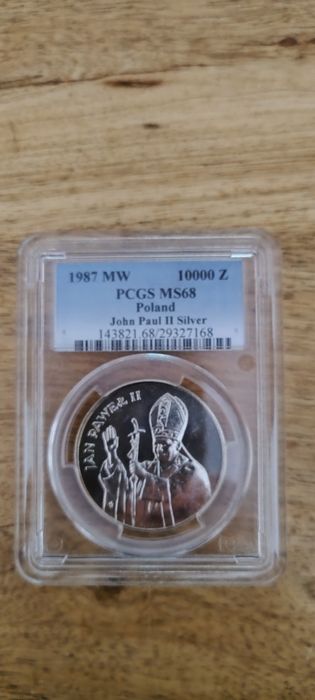 1987 MW 10000 Z
PCGS MS68
Poland
John Paul II Silver
143821.68/29327168
JAN PAWEŁ II